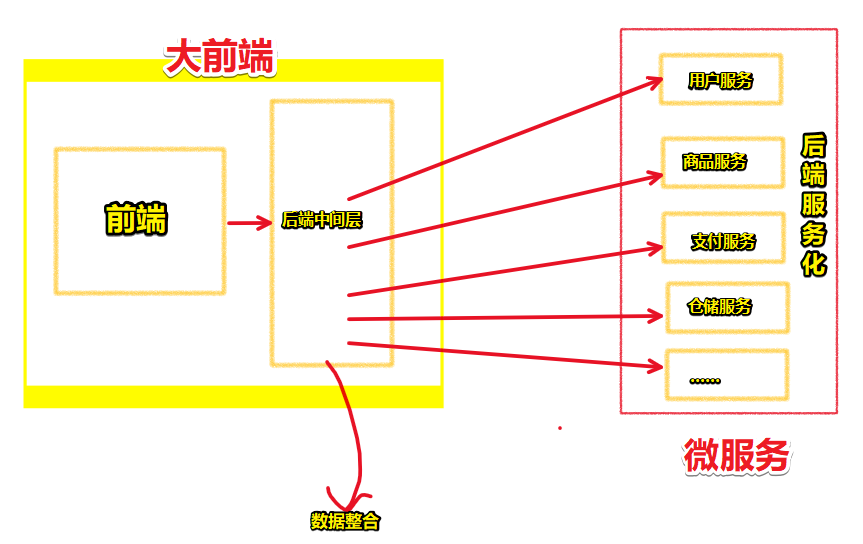 大前端
前端
后端中间层
数据整合
用户服务
商品服务
支付服务
仓储服务
......
后端服务化
微服务